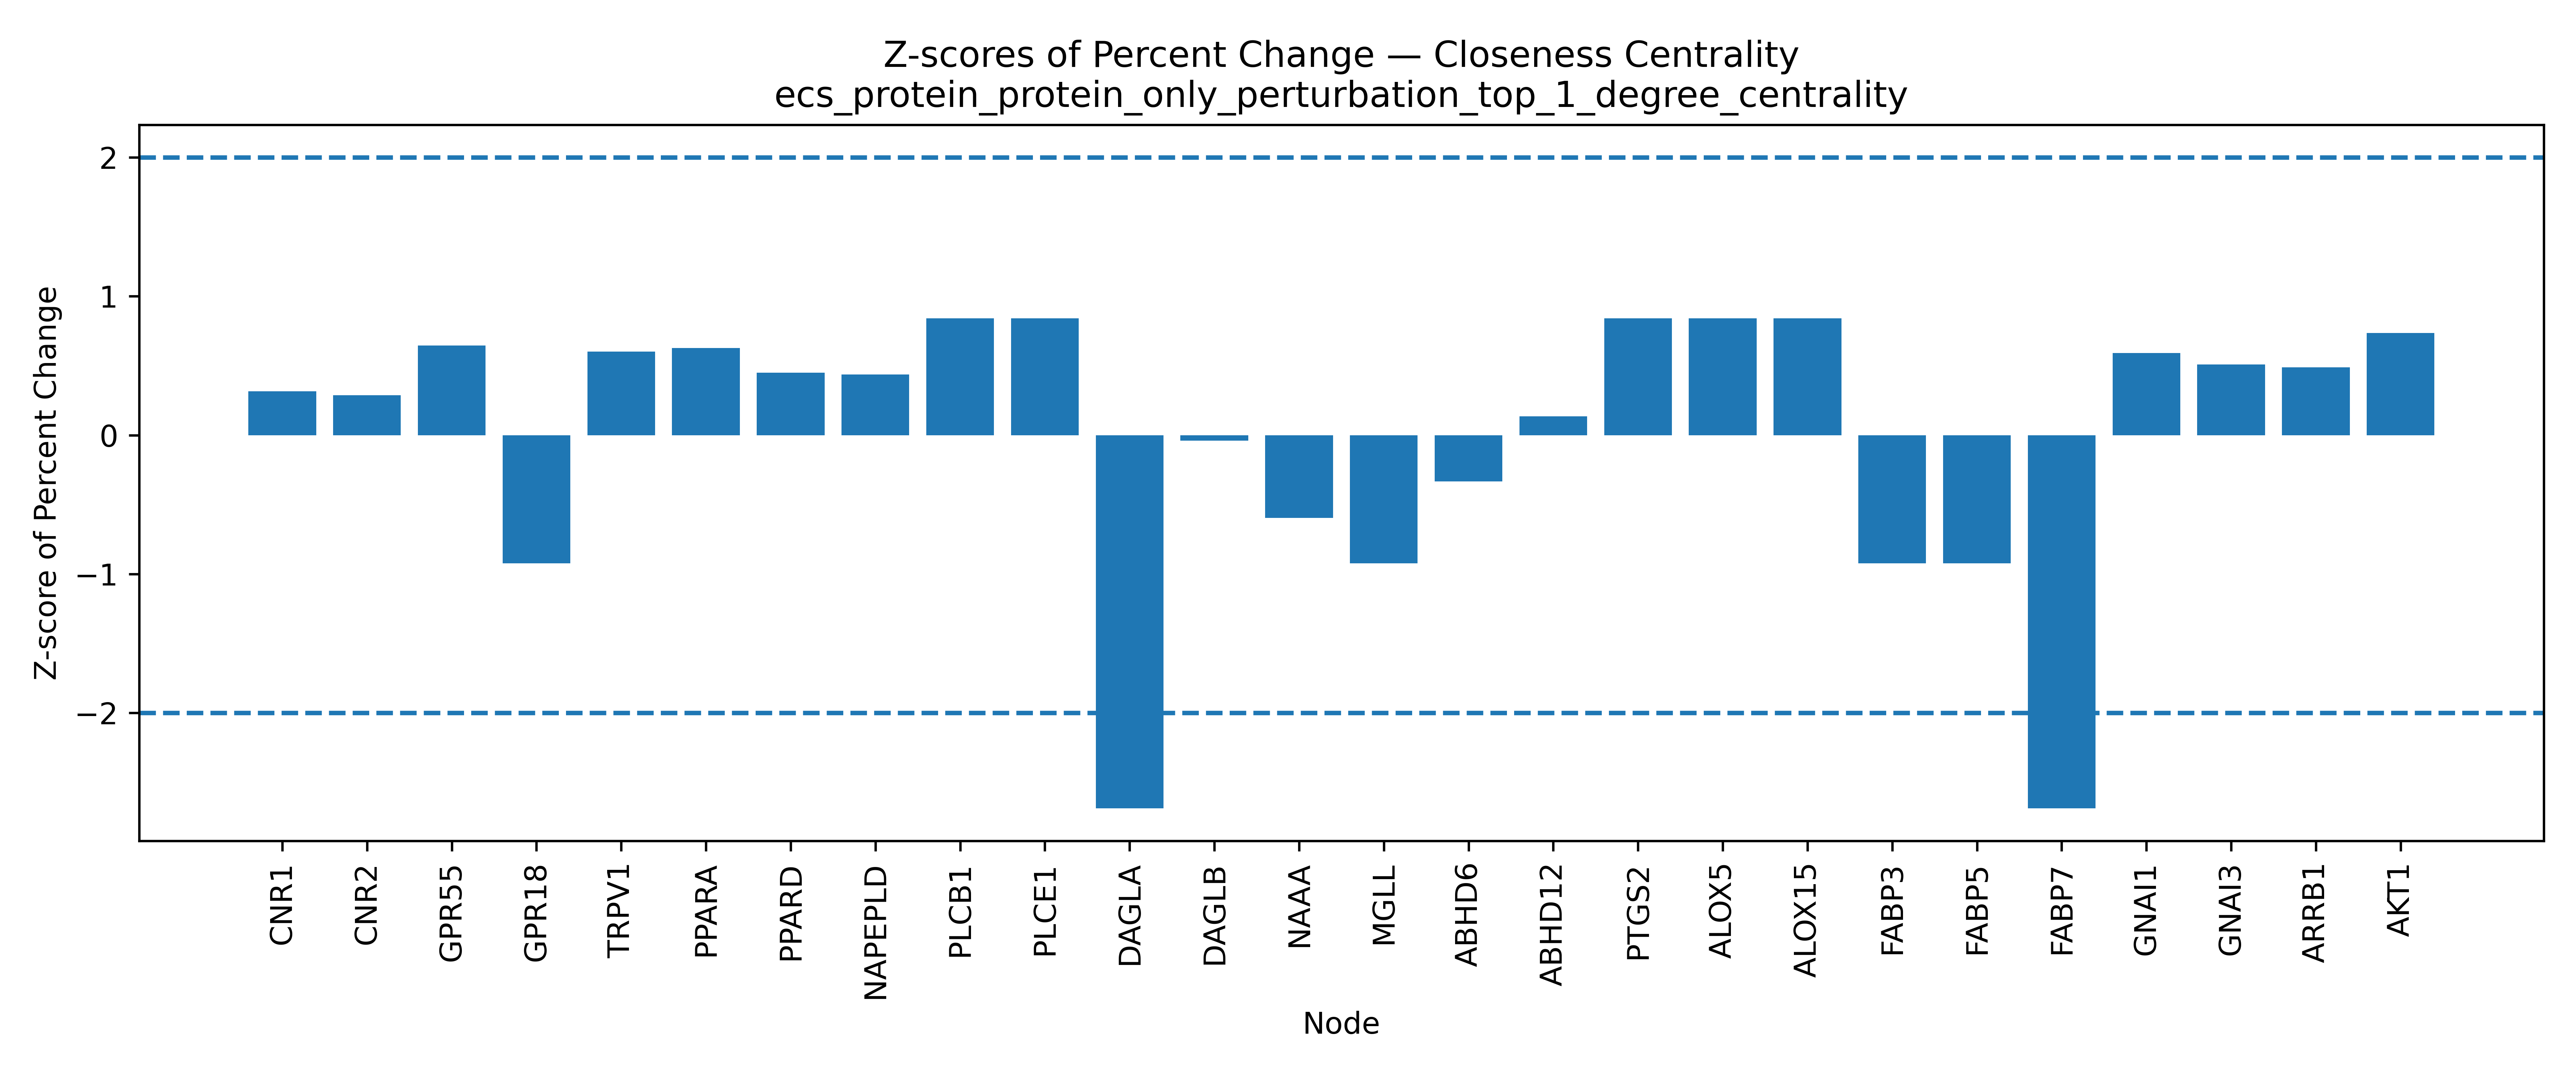 Z-scores of Percent Change — Closeness Centrality
ecs_protein_protein_only_perturbation_top_1_degree_centrality
Z-score of Percent Change
2
1
0
−1
−2
CNR1
CNR2
GPR55
GPR18
TRPV1
PPARA
PPARD
NAPEPLD
PLCB1
PLCE1
DAGLA
DAGLB
NAAA
MGLL
ABHD6
ABHD12
PTGS2
ALOX5
ALOX15
FABP3
FABP5
FABP7
GNAI1
GNAI3
ARRB1
AKT1
Node